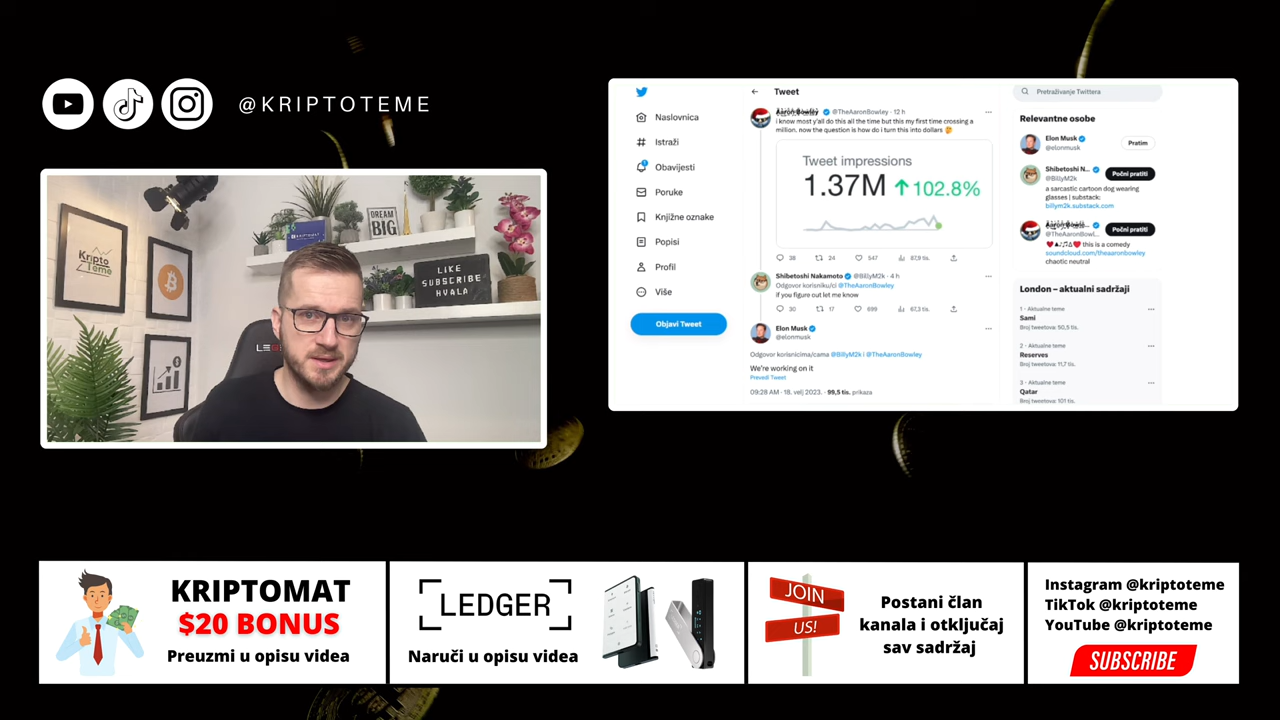 @KRIPTOTEME
Kripto
Teme
DREAM
BIG
LIKE
SUBSCRIBE
HVALA
Naslovnica
Istraži
Obavijesti
Poruke
Knjižne oznake
Popisi
Profil
Više
Objavi Tweet
Tweet
Aaron Bowley @TheAaronBowley · 12 h
i know most y'all do this all the time but this my first time crossing a
million. now the question is how do i turn this into dollars
Tweet impressions
1.37M 102.8%
38 24 547 87,9 tis.
Shibetoshi Nakamoto @BillyM2k · 4 h
Odgovor korisniku/ci @TheAaronBowley
if you figure out let me know
30 17 699 67,3 tis.
Elon Musk
@elonmusk
Odgovor korisnicima/cama @BillyM2k i @TheAaronBowley
We're working on it
Prevedi Tweet
09:28 AM · 18. velj 2023. · 99,5 tis. prikaza
Pretraživanje Twittera
Relevantne osobe
Elon Musk
@elonmusk
Pratim
Shibetoshi N...
@BillyM2k
Počni pratiti
a sarcastic cartoon dog wearing
glasses | substack:
billym2k.substack.com
@TheAaronBowl...
Počni pratiti
this is a comedy
soundcloud.com/theaaronbowley
chaotic neutral
London – aktualni sadržaji
1 · Aktualne teme
Sami
Broj tweetova: 50,5 tis.
2 · Aktualne teme
Reserves
Broj tweetova: 11,7 tis.
3 · Aktualne teme
Qatar
Broj tweetova: 101 tis.
KRIPTOMAT
$20 BONUS
Preuzmi u opisu videa
LEDGER
Naruči u opisu videa
JOIN
US!
Postani član
kanala i otključaj
sav sadržaj
Instagram @kriptoteme
TikTok @kriptoteme
YouTube @kriptoteme
SUBSCRIBE